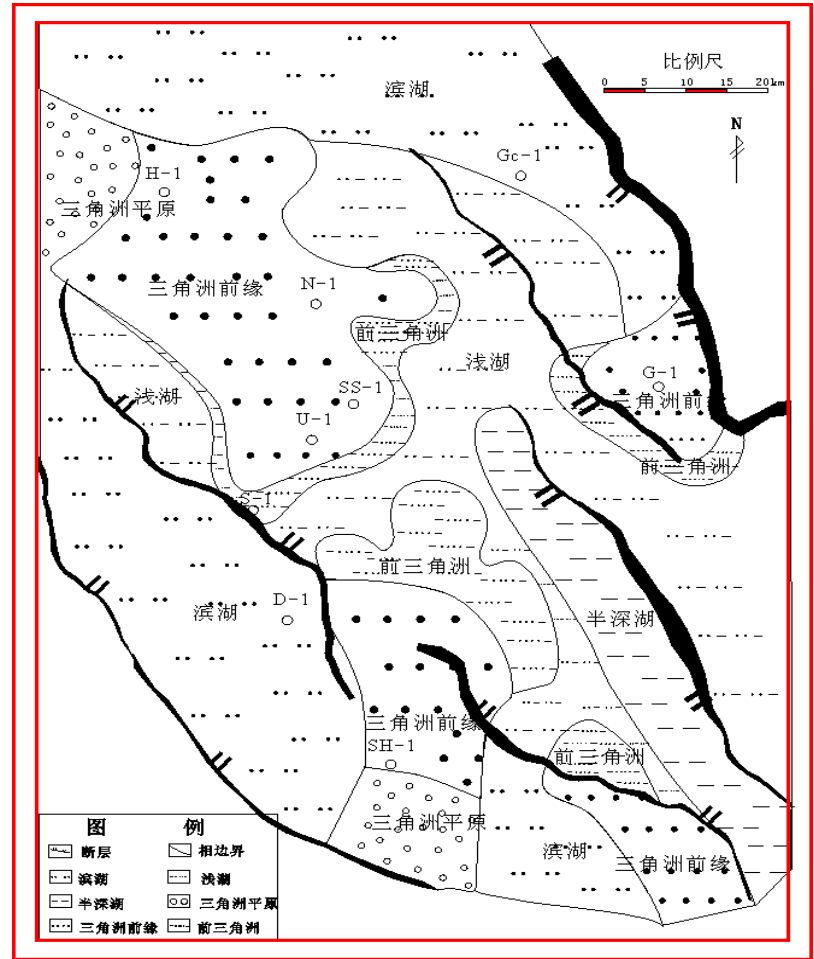 比例尺
0 5 10 15 20km
滨湖
N
Gc-1
H-1
三角洲平原
三角洲前缘
N-1
前三角洲
浅湖
G-1
三角洲前缘
浅湖
SS-1
U-1
前三角洲
S-1
前三角洲
D-1
滨湖
半深湖
三角洲前缘
SH-1
前三角洲
三角洲平原
滨湖
三角洲前缘
图 例
断层 相边界
滨湖 浅湖
半深湖 三角洲平原
三角洲前缘 前三角洲